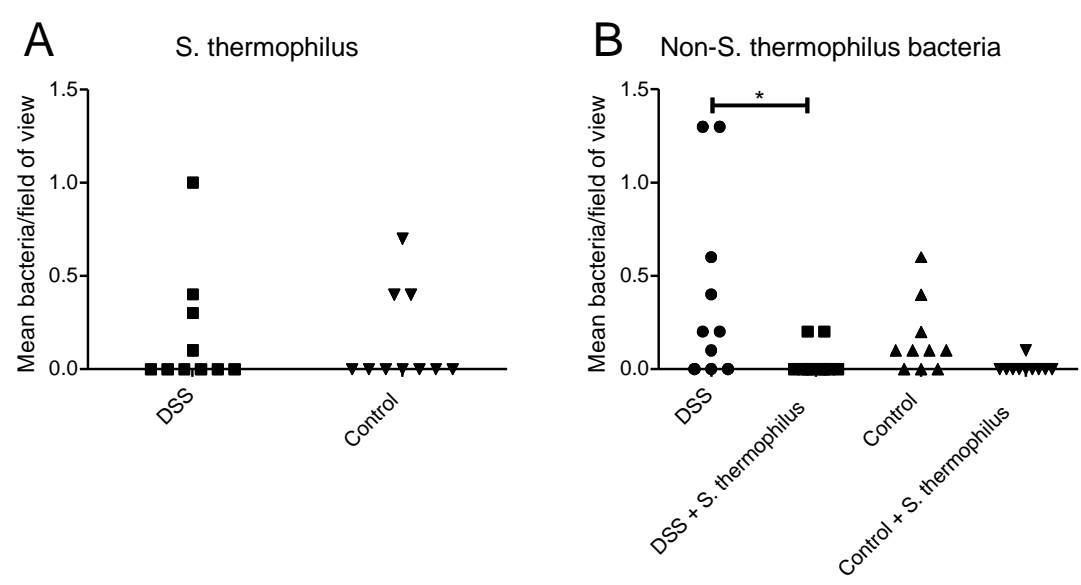 A
S. thermophilus
Mean bacteria/field of view
1.5
1.0
0.5
0.0
DSS
Control
B
Non-S. thermophilus bacteria
Mean bacteria/field of view
1.5
1.0
0.5
0.0
*
DSS
DSS + S. thermophilus
Control
Control + S. thermophilus